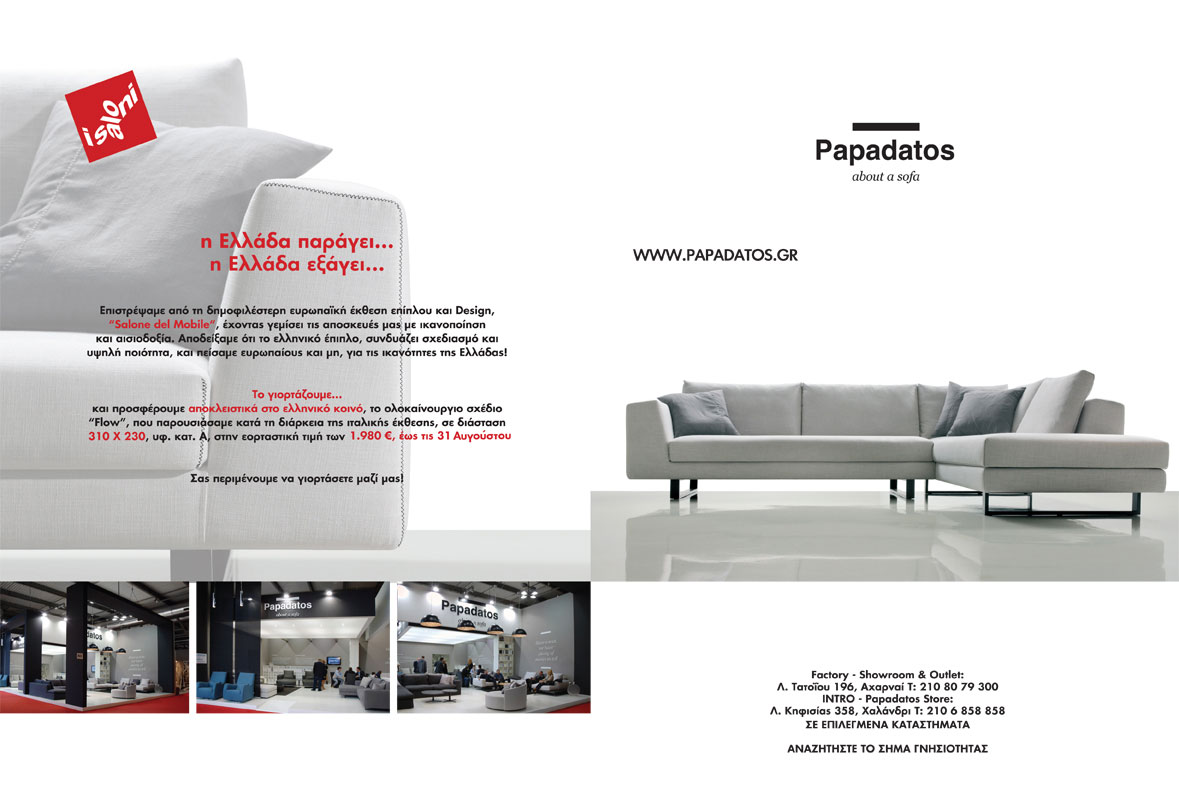 i saloni
η Ελλάδα παράγει...
η Ελλάδα εξάγει...
Επιστρέψαμε από τη δημοφιλέστερη ευρωπαϊκή έκθεση επίπλου και Design,
“Salone del Mobile”, έχοντας γεμίσει τις αποσκευές μας με ικανοποίηση
και αισιοδοξία. Αποδείξαμε ότι το ελληνικό έπιπλο, συνδυάζει σχεδιασμό και
υψηλή ποιότητα, και πείσαμε ευρωπαίους και μη, για τις ικανότητες της Ελλάδας!
Το γιορτάζουμε...
και προσφέρουμε αποκλειστικά στο ελληνικό κοινό, το ολοκαίνουργιο σχέδιο
“Flow”, που παρουσιάσαμε κατά τη διάρκεια της ιταλικής έκθεσης, σε διάσταση
310 X 230, υφ. κατ. Α, στην εορταστική τιμή των 1.980 €, έως τις 31 Αυγούστου
Σας περιμένουμε να γιορτάσετε μαζί μας!
datos
Papadatos
about a sofa
Papadatos
about a sofa
Papadatos
about a sofa
WWW.PAPADATOS.GR
Factory - Showroom & Outlet:
Λ. Τατοΐου 196, Αχαρναί Τ: 210 80 79 300
INTRO - Papadatos Store:
Λ. Κηφισίας 358, Χαλάνδρι Τ: 210 6 858 858
ΣΕ ΕΠΙΛΕΓΜΕΝΑ ΚΑΤΑΣΤΗΜΑΤΑ
ΑΝΑΖΗΤΗΣΤΕ ΤΟ ΣΗΜΑ ΓΝΗΣΙΟΤΗΤΑΣ